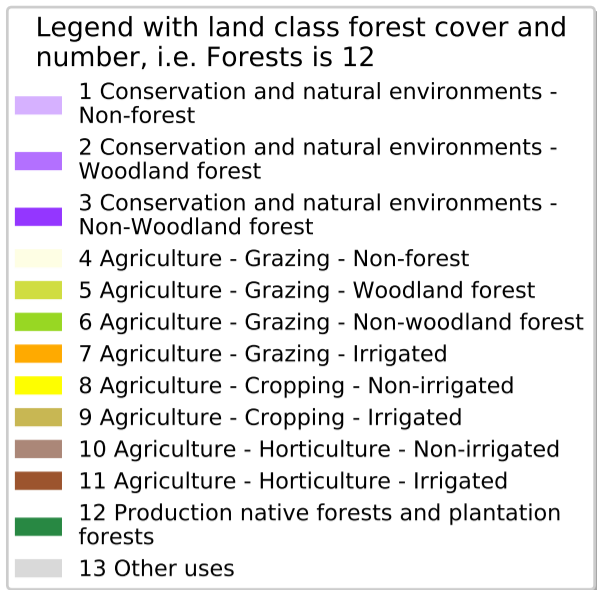 Legend with land class forest cover and
number, i.e. Forests is 12
1 Conservation and natural environments -
Non-forest
2 Conservation and natural environments -
Woodland forest
3 Conservation and natural environments -
Non-Woodland forest
4 Agriculture - Grazing - Non-forest
5 Agriculture - Grazing - Woodland forest
6 Agriculture - Grazing - Non-woodland forest
7 Agriculture - Grazing - Irrigated
8 Agriculture - Cropping - Non-irrigated
9 Agriculture - Cropping - Irrigated
10 Agriculture - Horticulture - Non-irrigated
11 Agriculture - Horticulture - Irrigated
12 Production native forests and plantation
forests
13 Other uses